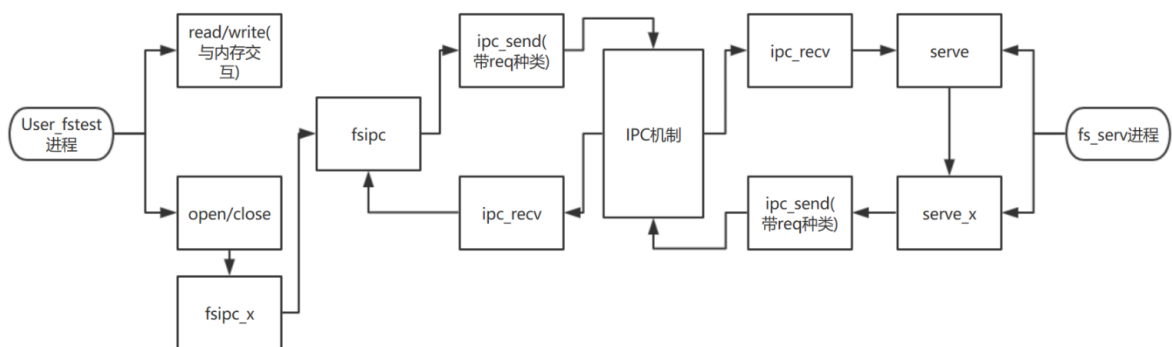 read/write(
与内存交
互)
ipc_send(
带req种类)
ipc_recv
serve
User_fstest
进程
fsipc
IPC机制
fs_serv进程
open/close
ipc_recv
ipc_send(
带req种类)
serve_x
fsipc_x